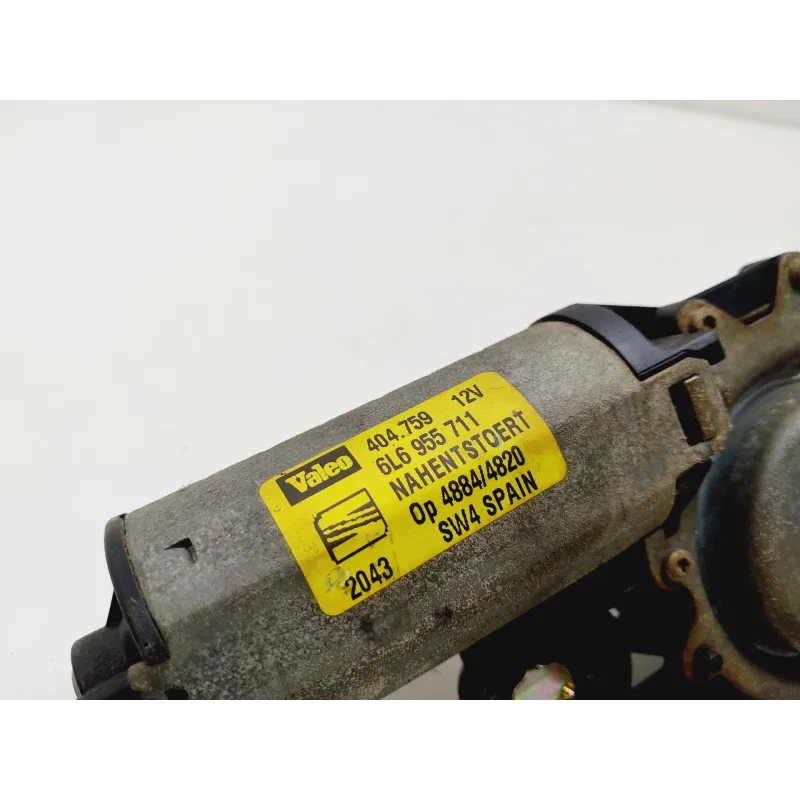 Valeo 404.759 12V
6L6 955 711
NAHENTSTOERT
Op 4884/4820
2043 SW4 SPAIN